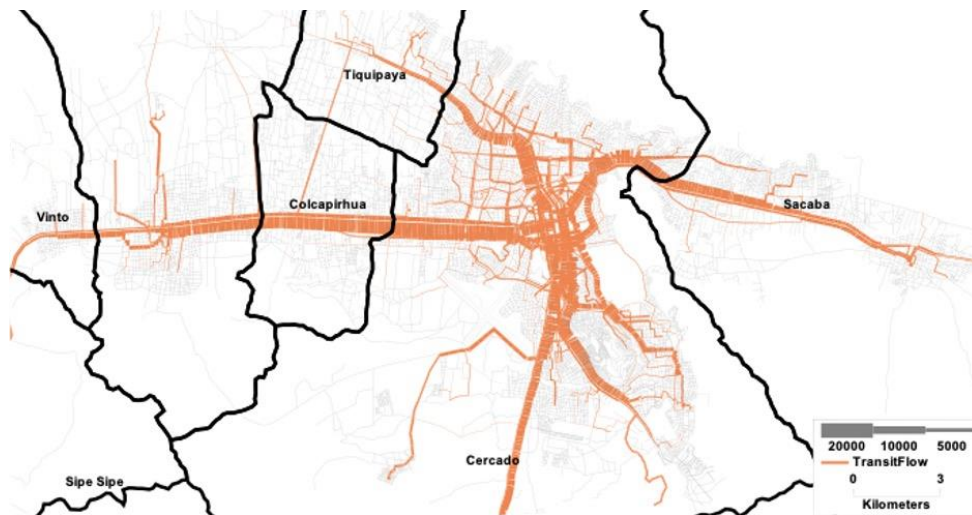 Tiquipaya
Vinto
Colcapirhua
Sacaba
Cercado
Sipe Sipe
20000 10000 5000
TransitFlow
0 3
Kilometers